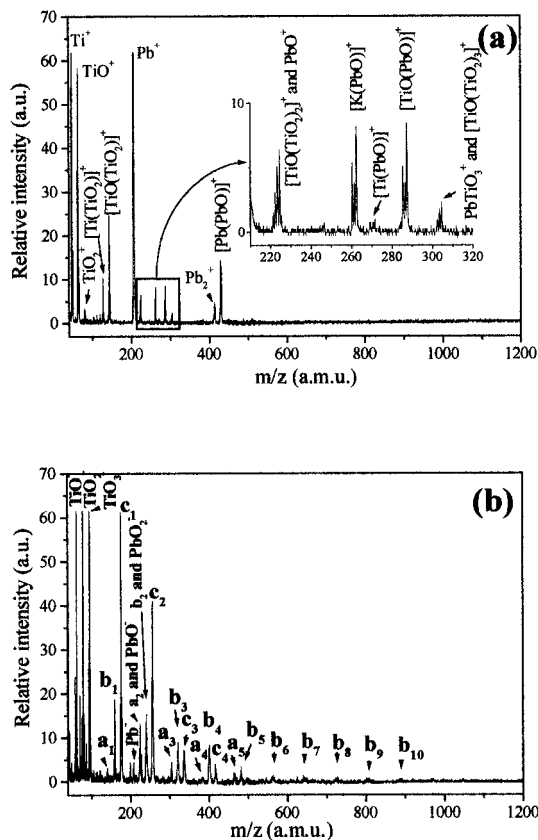 (a)
Relative intensity (a.u.)
70
60
50
40
30
20
10
0
Ti⁺
TiO⁺
TiO₂⁺
[Ti(TiO₂)]⁺
[TiO(TiO₂)]⁺
Pb⁺
[Pb(PbO)]⁺
Pb₂⁺
10
0
[TiO(TiO₂)₂]⁺ and PbO⁺
[K(PbO)]⁺
[Ti(PbO)]⁺
[TiO(PbO)]⁺
PbTiO₃⁺ and [TiO(TiO₂)₃]⁺
210 220 240 260 280 300 320
200 400 600 800 1000 1200
m/z (a.m.u.)
(b)
Relative intensity (a.u.)
70
60
50
40
30
20
10
0
TiO⁻
TiO₂⁻
TiO₃⁻
c₁
b₂ and PbO₂⁻
c₂
b₁
a₁
Pb⁻
a₂ and PbO⁻
a₃
b₃
c₃
a₄
b₄
c₄
a₅
b₅
b₆
b₇
b₈
b₉
b₁₀
200 400 600 800 1000 1200
m/z (a.m.u.)